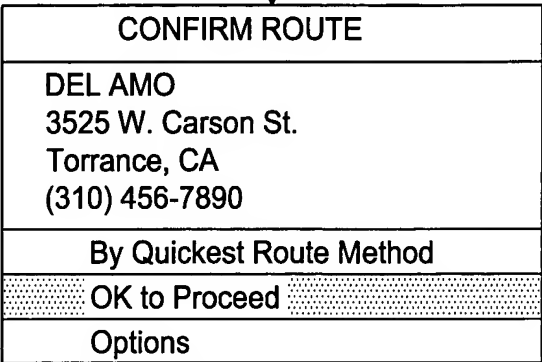 CONFIRM ROUTE
DEL AMO
3525 W. Carson St.
Torrance, CA
(310) 456-7890
By Quickest Route Method
OK to Proceed
Options